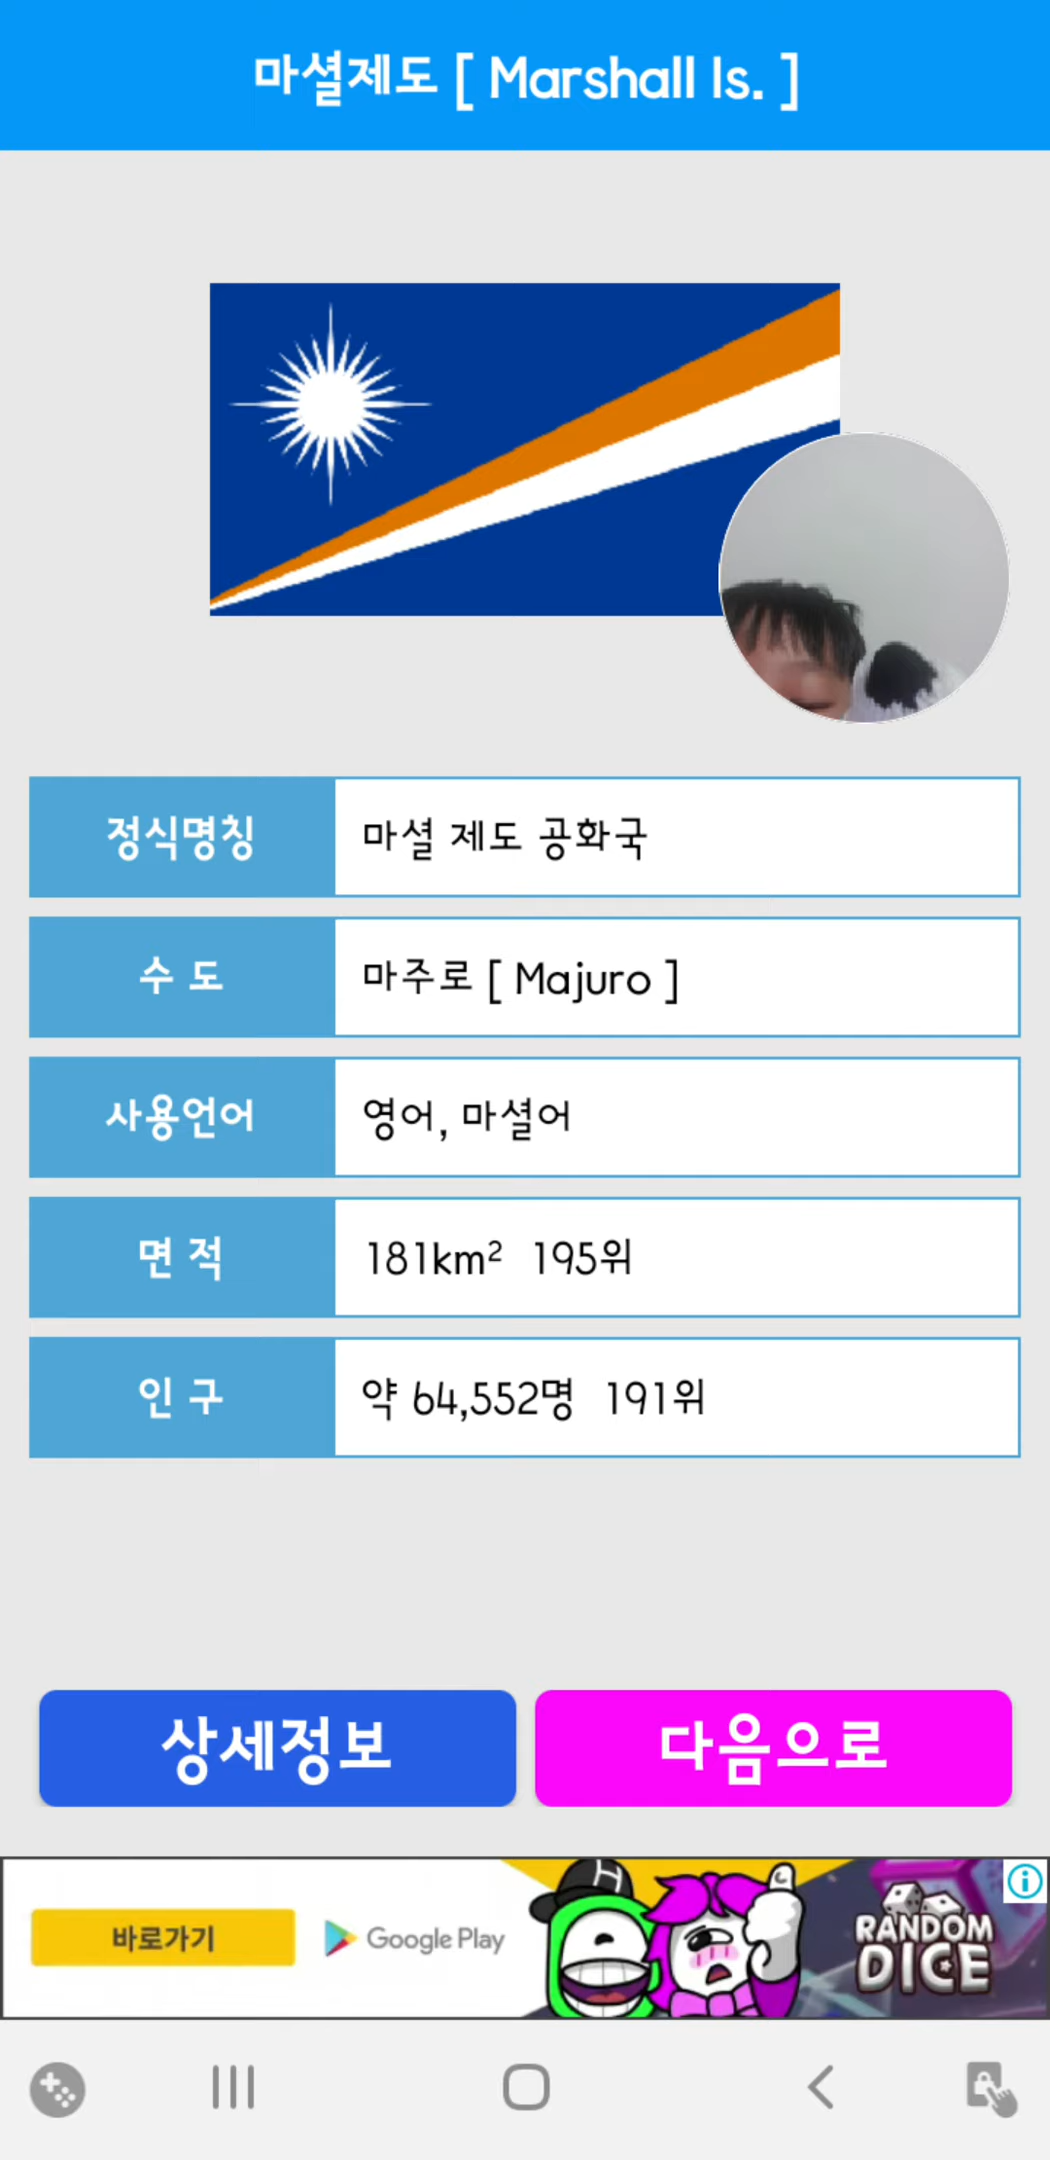 마셜제도 [ Marshall Is. ]
정식명칭 마셜 제도 공화국
수 도 마주로 [ Majuro ]
사용언어 영어, 마셜어
면 적 181km² 195위
인 구 약 64,552명 191위
상세정보 다음으로
바로가기 Google Play RANDOM
DICE